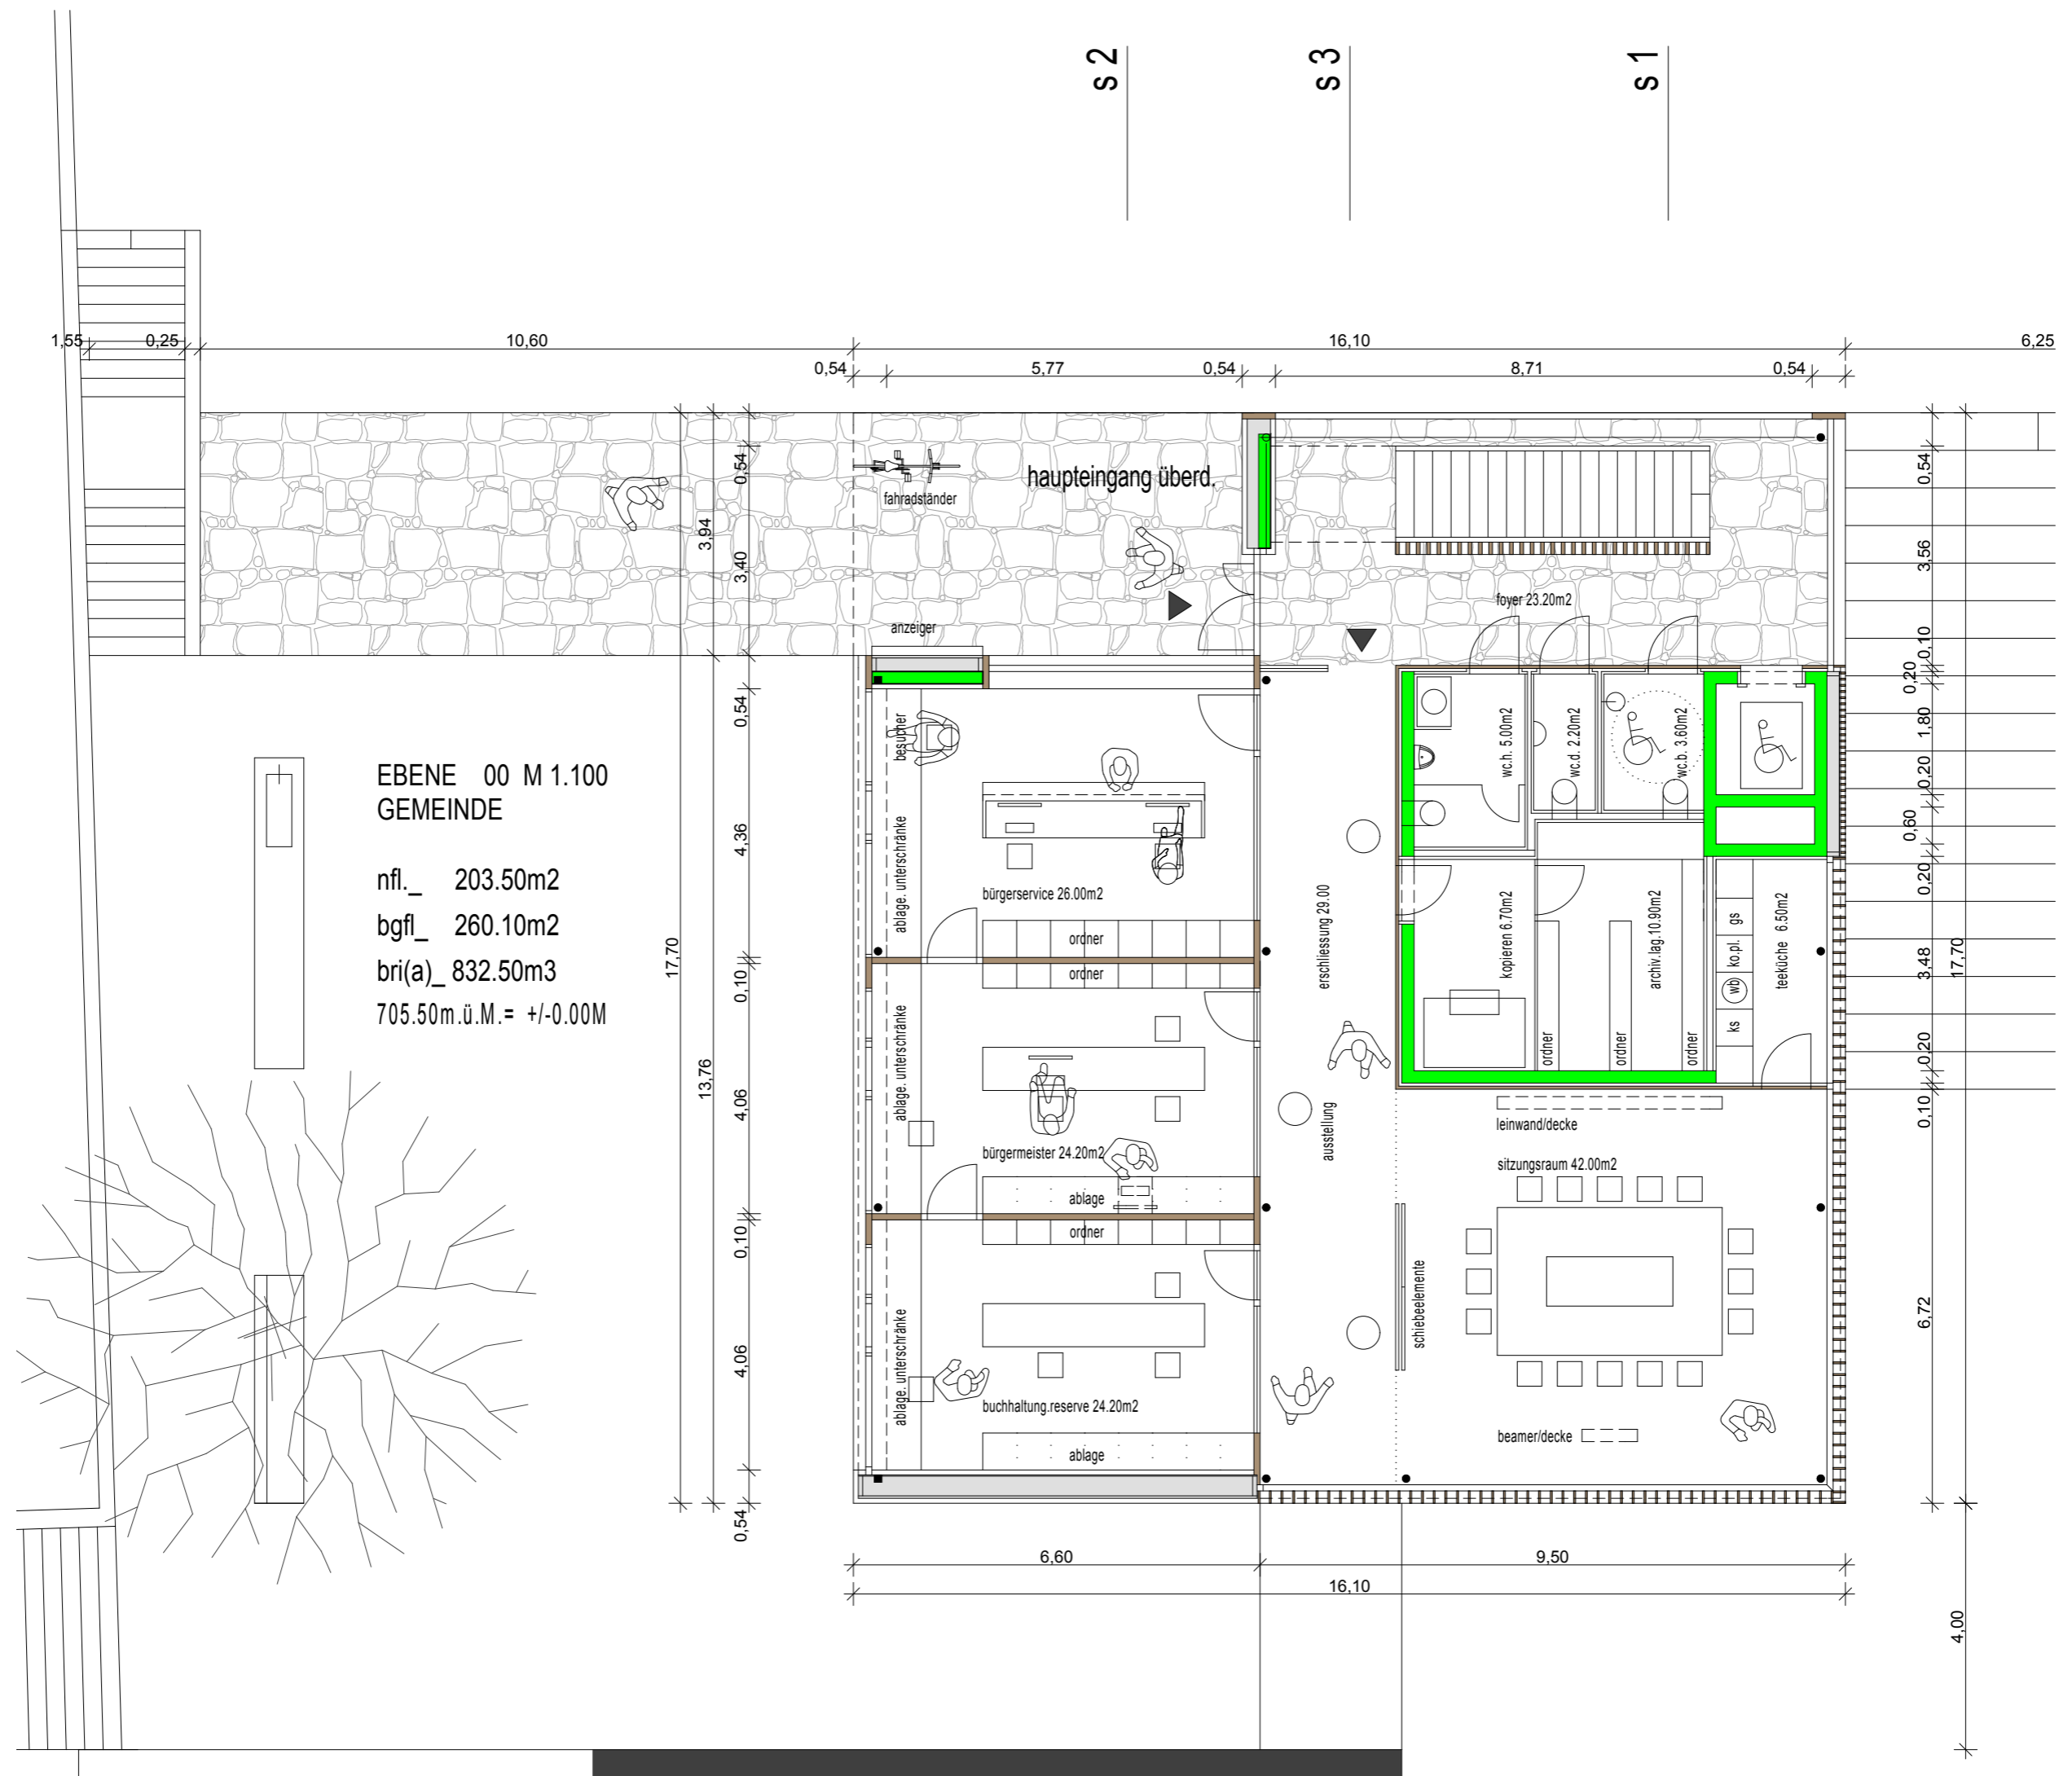 s 2
s 3
s 1
1,55
0,25
10,60
16,10
6,25
0,54
5,77
0,54
8,71
0,54
haupteingang überd.
fahradständer
anzeiger
foyer 23.20m2
0,54
3,94
3,40
0,54
3,56
0,10
0,20
1,80
0,20
0,60
0,20
3,48
17,70
0,20
0,10
6,72
4,00
EBENE 00 M 1.100
GEMEINDE
nfl._ 203.50m2
bgfl_ 260.10m2
bri(a)_ 832.50m3
705.50m.ü.M.= +/-0.00M
17,70
13,76
0,54
4,36
0,10
4,06
0,10
4,06
0,54
besucher
ablage. unterschränke
bürgerservice 26.00m2
ordner
ordner
ablage. unterschränke
bürgermeister 24.20m2
ablage
ordner
ablage. unterschränke
buchhaltung.reserve 24.20m2
ablage
erschliessung 29.00
ausstellung
schiebeelemente
wc.h. 5.00m2
wc.d. 2.20m2
wc.b. 3.60m2
kopieren 6.70m2
archiv.lag.10.90m2
ordner
ordner
ordner
gs
ko.pl.
wb
ks
teeküche 6.50m2
leinwand/decke
sitzungsraum 42.00m2
beamer/decke
6,60
9,50
16,10